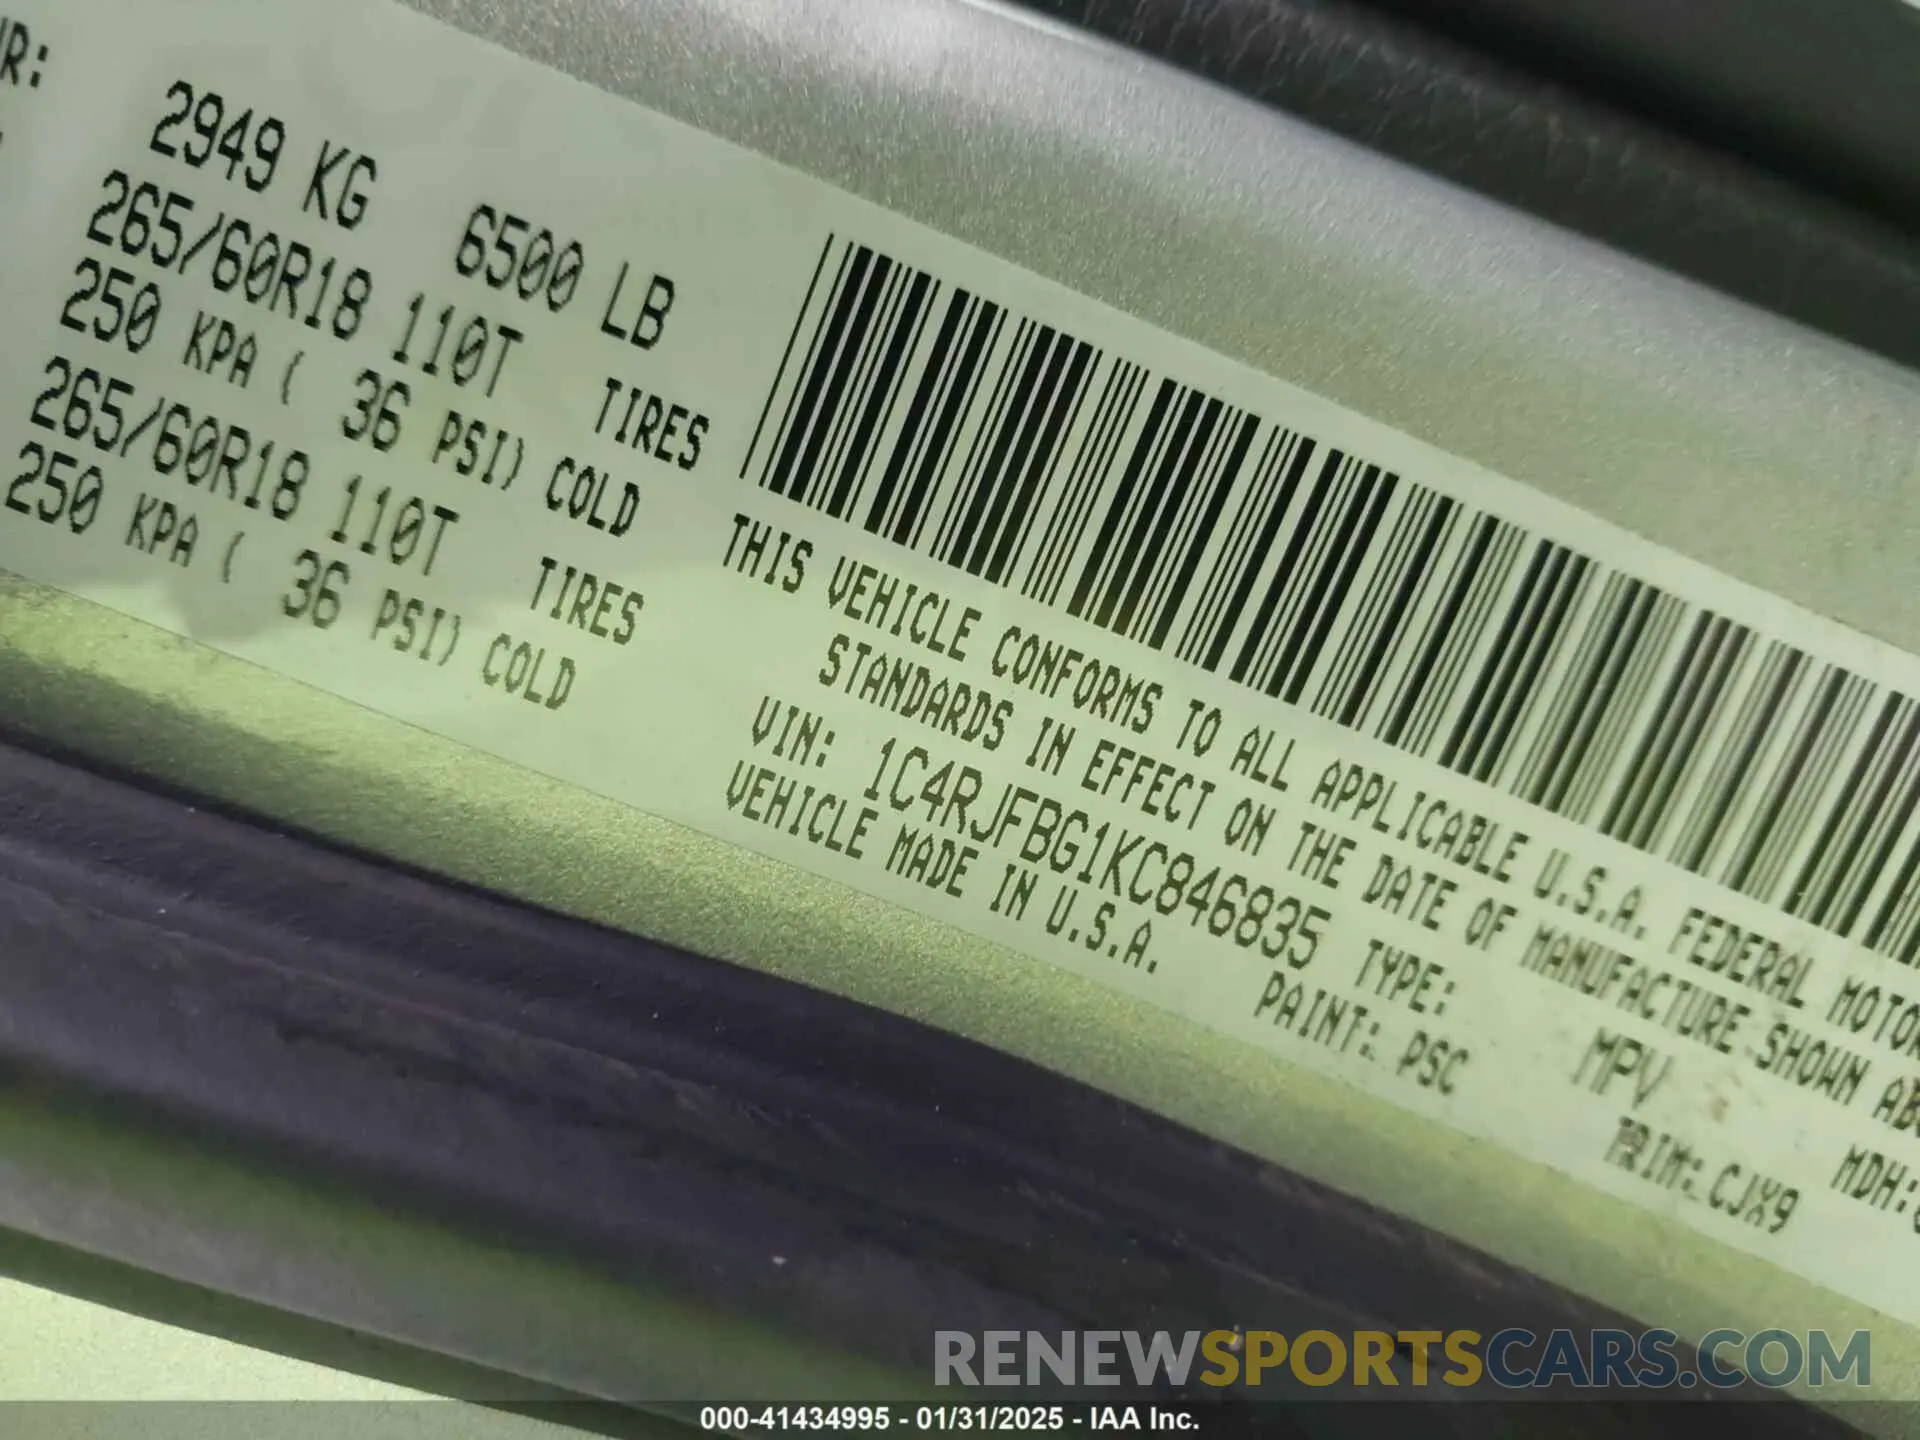 2949 KG 6500 LB
265/60R18 110T TIRES
250 KPA ( 36 PSI) COLD
265/60R18 110T TIRES
250 KPA ( 36 PSI) COLD
THIS VEHICLE CONFORMS TO ALL APPLICABLE U.S.A. FEDERAL MOTOR
STANDARDS IN EFFECT ON THE DATE OF MANUFACTURE SHOWN
VIN: 1C4RJFBG1KC846835 TYPE: MPV MDH:
VEHICLE MADE IN U.S.A. PAINT: PSC TRIM: CJX9
RENEWSPORTSCARS.COM
000-41434995 - 01/31/2025 - IAA Inc.